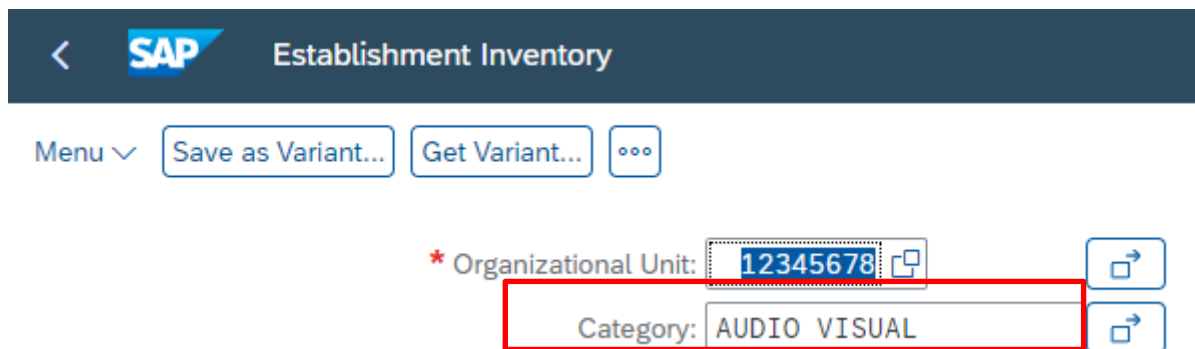 SAP Establishment Inventory
Menu Save as Variant... Get Variant...
* Organizational Unit: 12345678
Category: AUDIO VISUAL